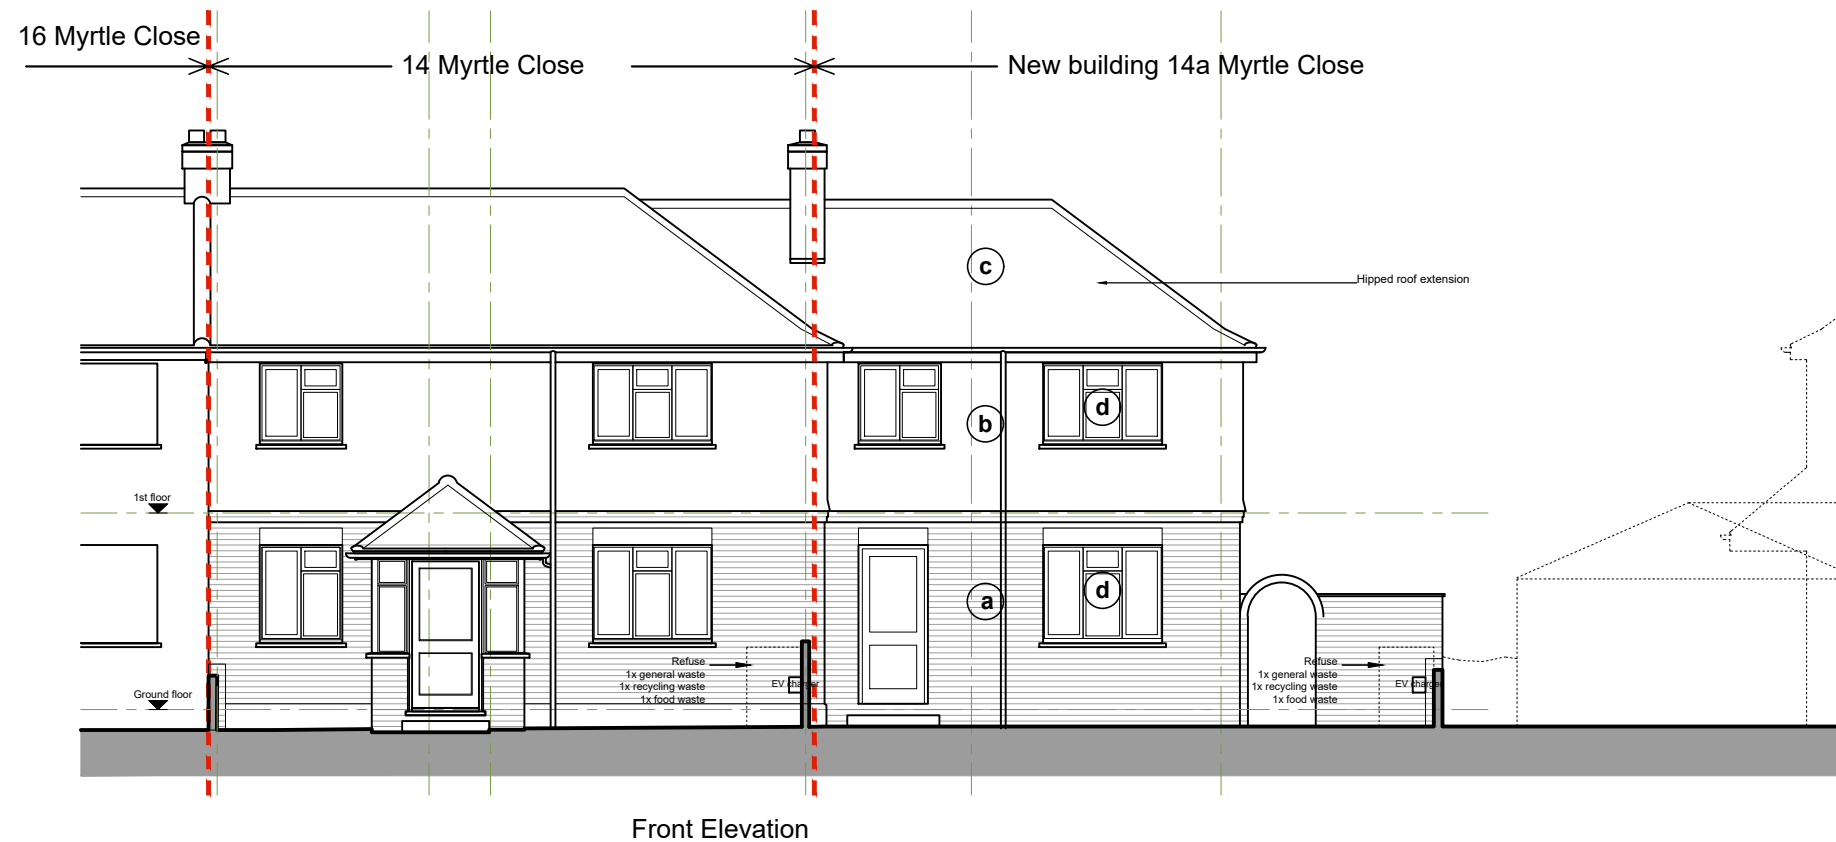 16 Myrtle Close
14 Myrtle Close
New building 14a Myrtle Close
c
Hipped roof extension
d
b
1st floor
d
a
Refuse
1x general waste
1x recycling waste
1x food waste
EV charger
Refuse
1x general waste
1x recycling waste
1x food waste
EV charger
Ground floor
Front Elevation